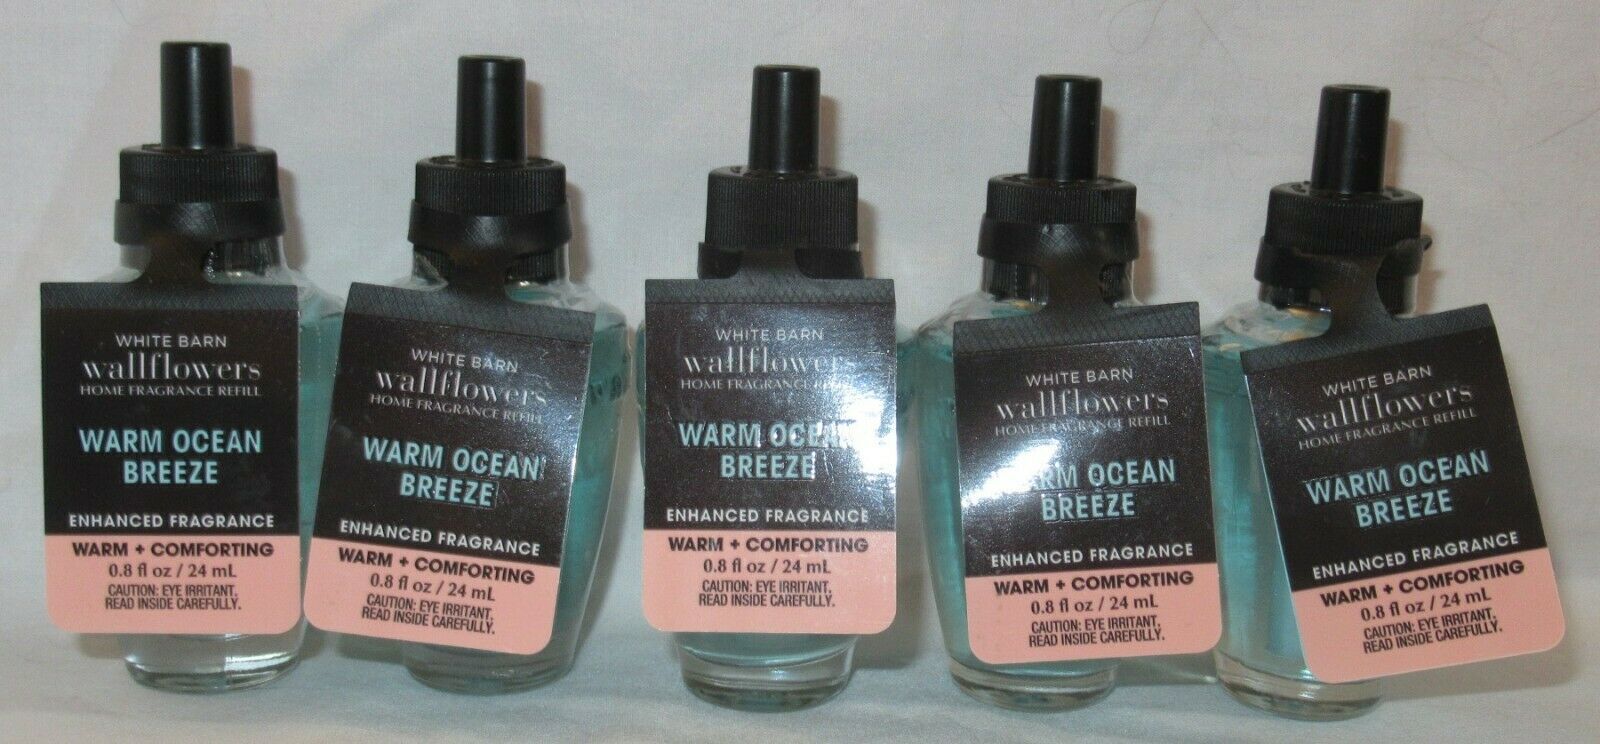 WHITE BARN
wallflowers
HOME FRAGRANCE REFILL
WARM OCEAN
BREEZE
ENHANCED FRAGRANCE
WARM + COMFORTING
0.8 fl oz / 24 mL
CAUTION: EYE IRRITANT,
READ INSIDE CAREFULLY.
WHITE BARN
wallflowers
HOME FRAGRANCE REFILL
WARM OCEAN
BREEZE
ENHANCED FRAGRANCE
WARM + COMFORTING
0.8 fl oz / 24 mL
CAUTION: EYE IRRITANT,
READ INSIDE CAREFULLY.
WHITE BARN
wallflowers
HOME FRAGRANCE REFILL
WARM OCEAN
BREEZE
ENHANCED FRAGRANCE
WARM + COMFORTING
0.8 fl oz / 24 mL
CAUTION: EYE IRRITANT,
READ INSIDE CAREFULLY.
WHITE BARN
wallflowers
HOME FRAGRANCE REFILL
WARM OCEAN
BREEZE
ENHANCED FRAGRANCE
WARM + COMFORTING
0.8 fl oz / 24 mL
CAUTION: EYE IRRITANT,
READ INSIDE CAREFULLY.
WHITE BARN
wallflowers
HOME FRAGRANCE REFILL
WARM OCEAN
BREEZE
ENHANCED FRAGRANCE
WARM + COMFORTING
0.8 fl oz / 24 mL
CAUTION: EYE IRRITANT,
READ INSIDE CAREFULLY.